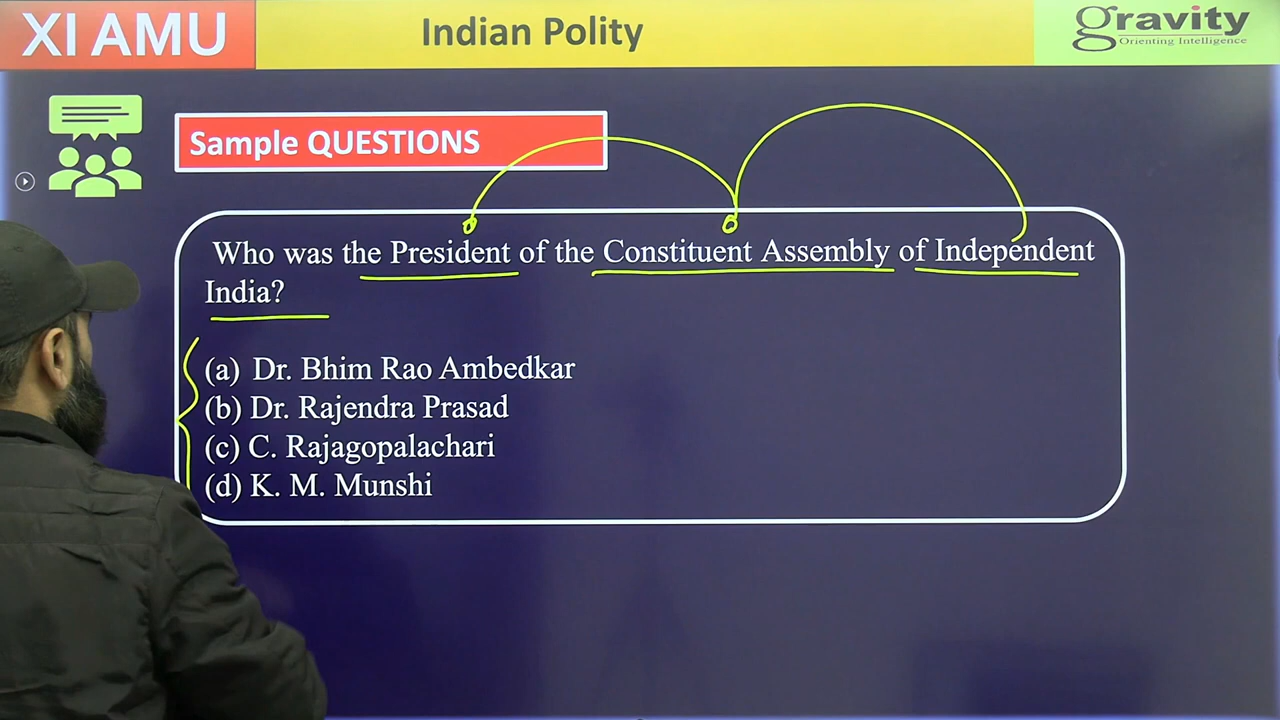 XI AMU
Indian Polity
gravity
Orienting Intelligence
Sample QUESTIONS
Who was the President of the Constituent Assembly of Independent
India?
(a) Dr. Bhim Rao Ambedkar
(b) Dr. Rajendra Prasad
(c) C. Rajagopalachari
(d) K. M. Munshi